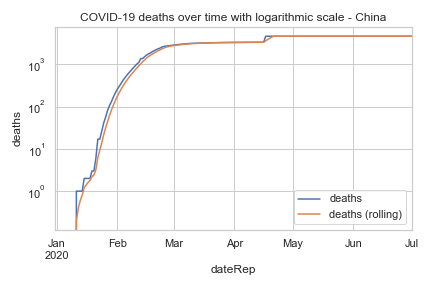 COVID-19 deaths over time with logarithmic scale - China
deaths
10³
10²
10¹
10⁰
deaths
deaths (rolling)
Jan Feb Mar Apr May Jun Jul
2020
dateRep